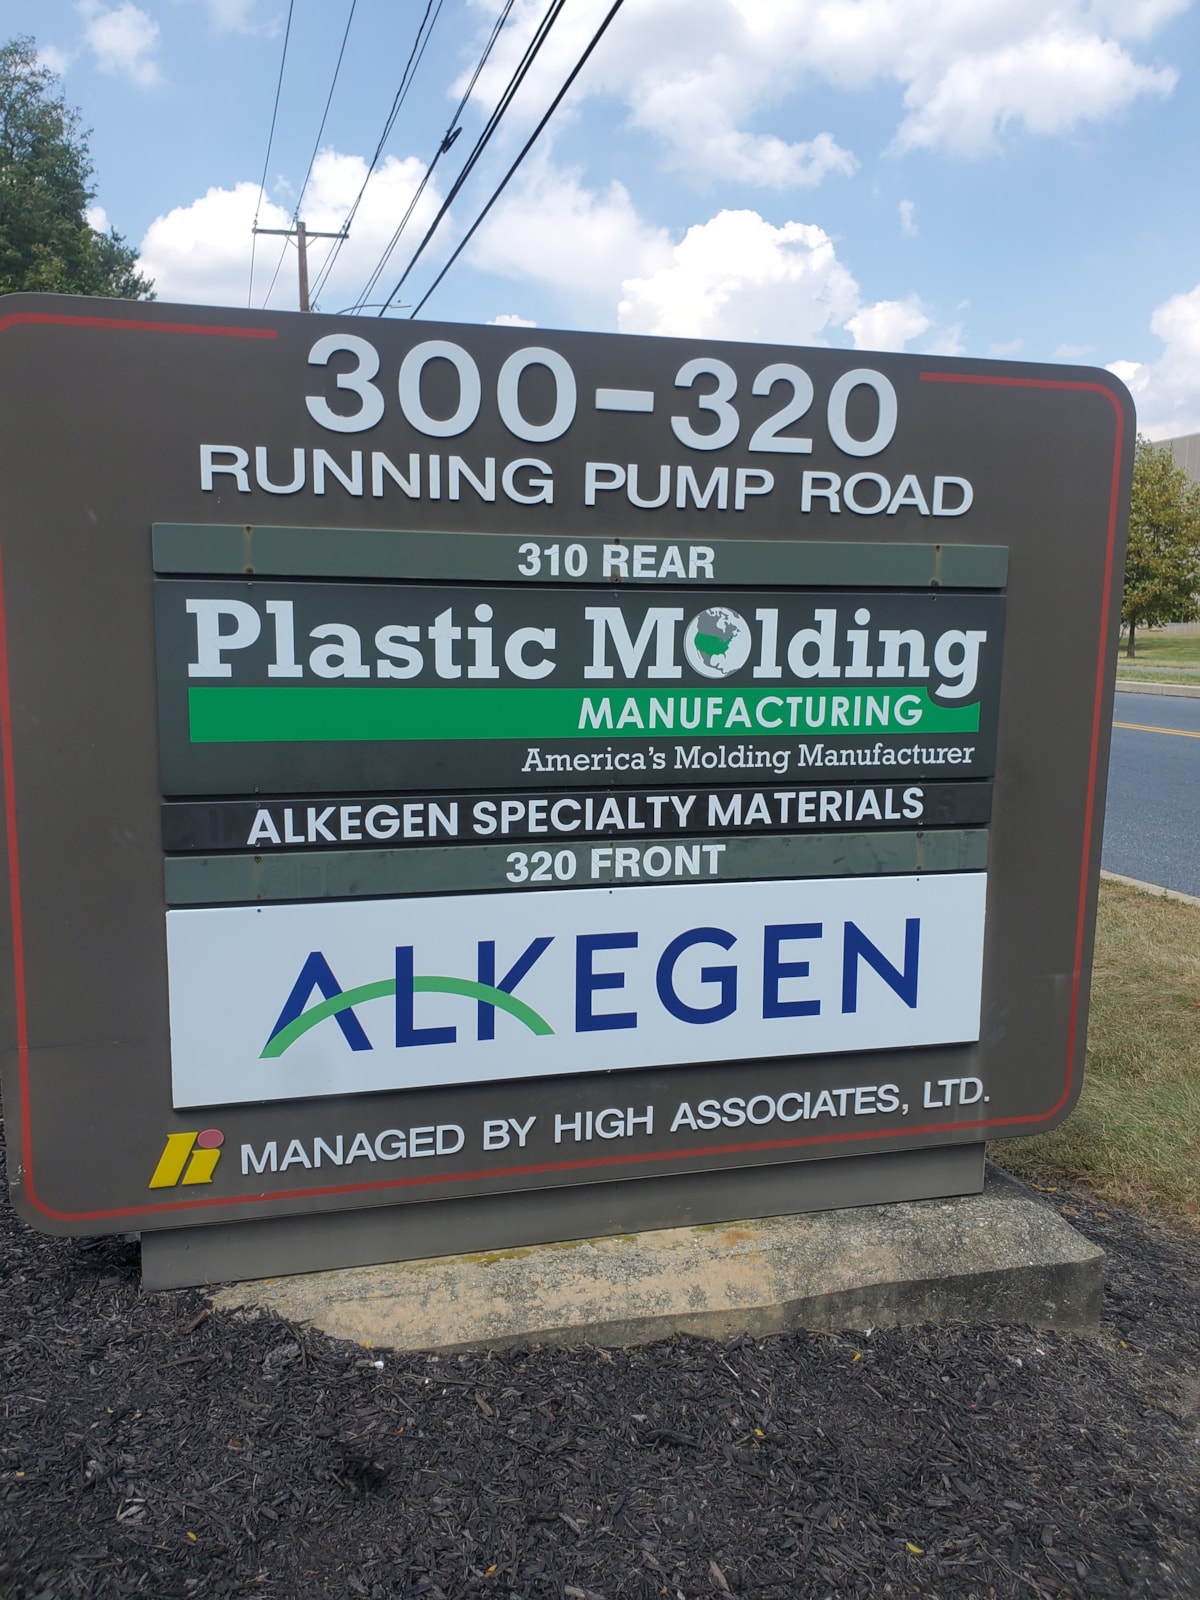 300-320
RUNNING PUMP ROAD
310 REAR
Plastic Molding
MANUFACTURING
America's Molding Manufacturer
ALKEGEN SPECIALTY MATERIALS
320 FRONT
ALKEGEN
MANAGED BY HIGH ASSOCIATES, LTD.